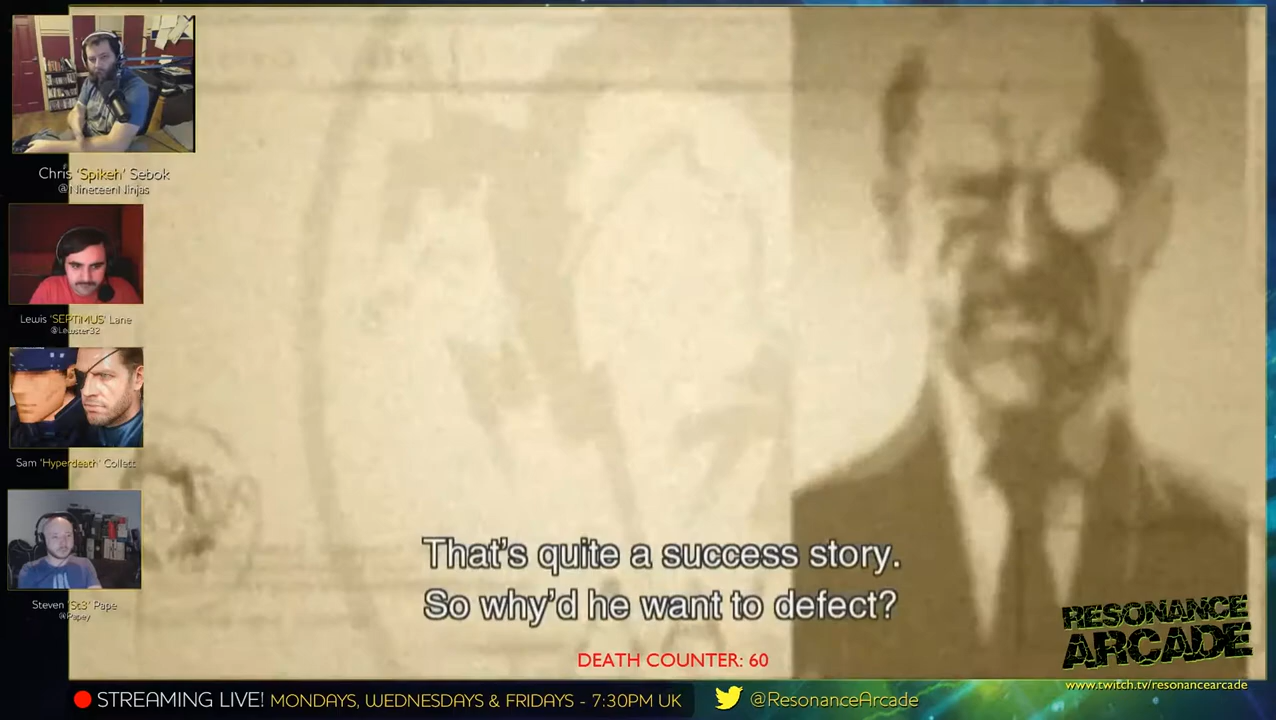 Chris 'Spikeh' Sebok
@NineteenNinjas
Lewis 'SEPTiMUS' Lane
@Lewster32
Sam 'Hyperdeath' Collett
Steven 'St3' Pape
@Papey
That's quite a success story.
So why'd he want to defect?
DEATH COUNTER: 60
RESONANCE
ARCADE
www.twitch.tv/resonancearcade
STREAMING LIVE! MONDAYS, WEDNESDAYS & FRIDAYS - 7:30PM UK
@ResonanceArcade